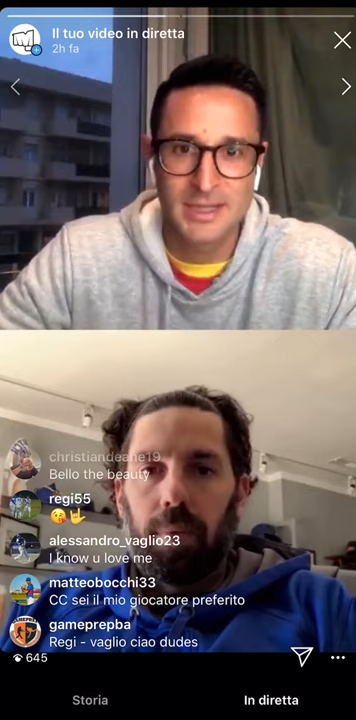 Il tuo video in diretta
2h fa
christiandeane19
Bello the beauty
regi55
😘🤟
alessandro_vaglio23
I know u love me
matteobocchi33
CC sei il mio giocatore preferito
GAMEPREP
gameprepba
Regi - vaglio ciao dudes
645
Storia
In diretta